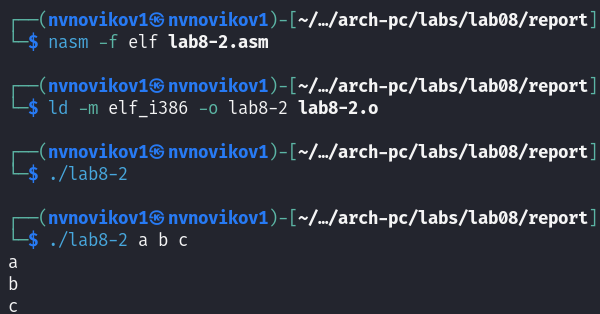 ┌──(nvnovikov1㉿nvnovikov1)-[~/…/arch-pc/labs/lab08/report]
└─$ nasm -f elf lab8-2.asm
┌──(nvnovikov1㉿nvnovikov1)-[~/…/arch-pc/labs/lab08/report]
└─$ ld -m elf_i386 -o lab8-2 lab8-2.o
┌──(nvnovikov1㉿nvnovikov1)-[~/…/arch-pc/labs/lab08/report]
└─$ ./lab8-2
┌──(nvnovikov1㉿nvnovikov1)-[~/…/arch-pc/labs/lab08/report]
└─$ ./lab8-2 a b c
a
b
c